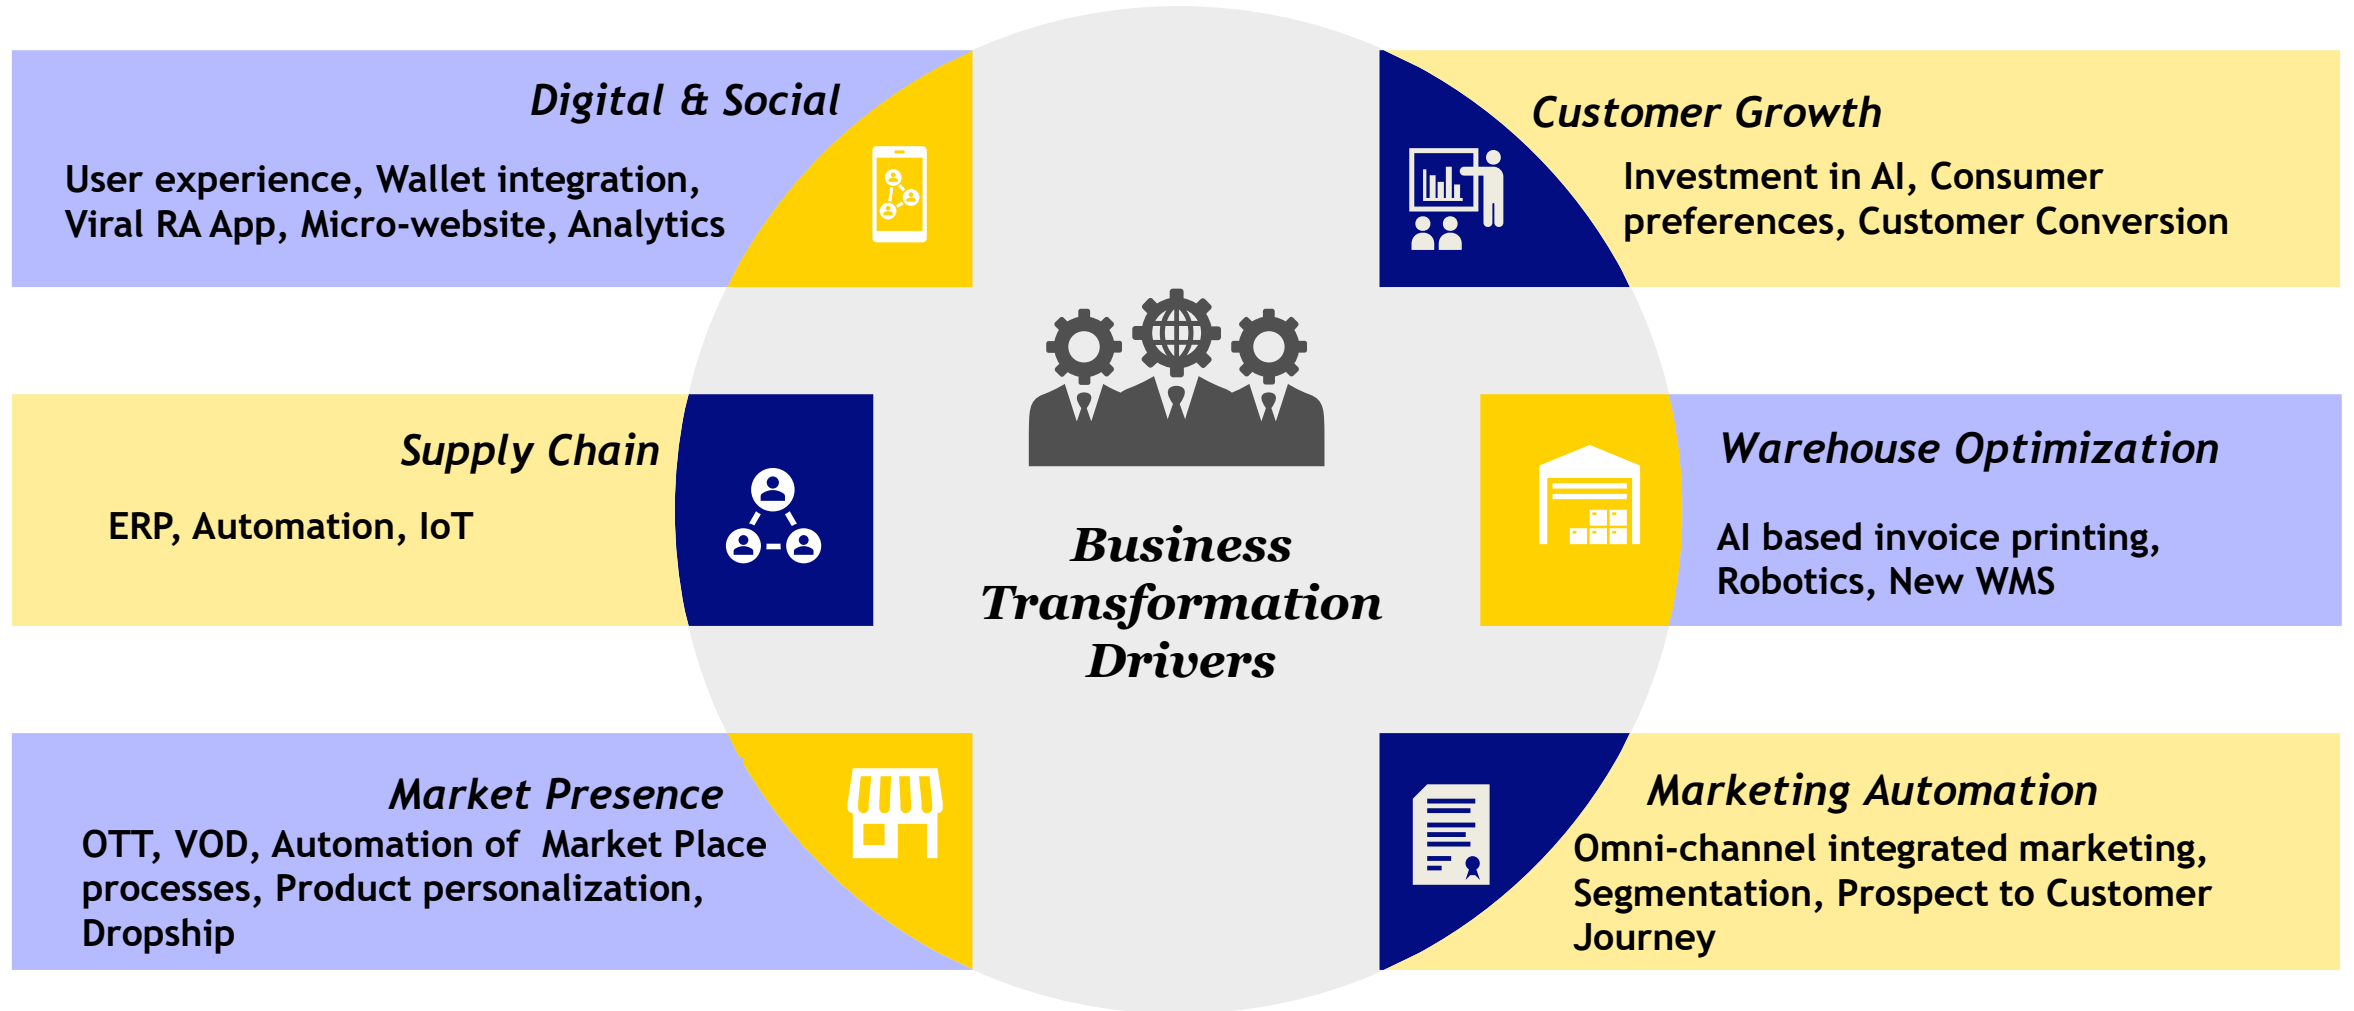 Digital & Social
User experience, Wallet integration,
Viral RA App, Micro-website, Analytics
Customer Growth
Investment in AI, Consumer
preferences, Customer Conversion
Supply Chain
ERP, Automation, IoT
Business
Transformation
Drivers
Warehouse Optimization
AI based invoice printing,
Robotics, New WMS
Market Presence
OTT, VOD, Automation of  Market Place
processes, Product personalization,
Dropship
Marketing Automation
Omni-channel integrated marketing,
Segmentation, Prospect to Customer
Journey